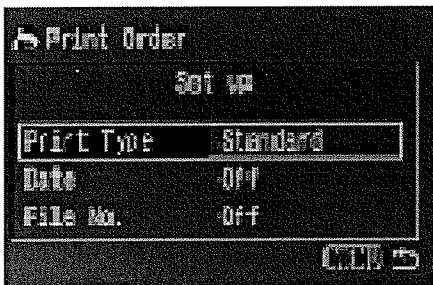 Print Order
Set up
Print Type Standard
Date Off
File No. Off
MENU